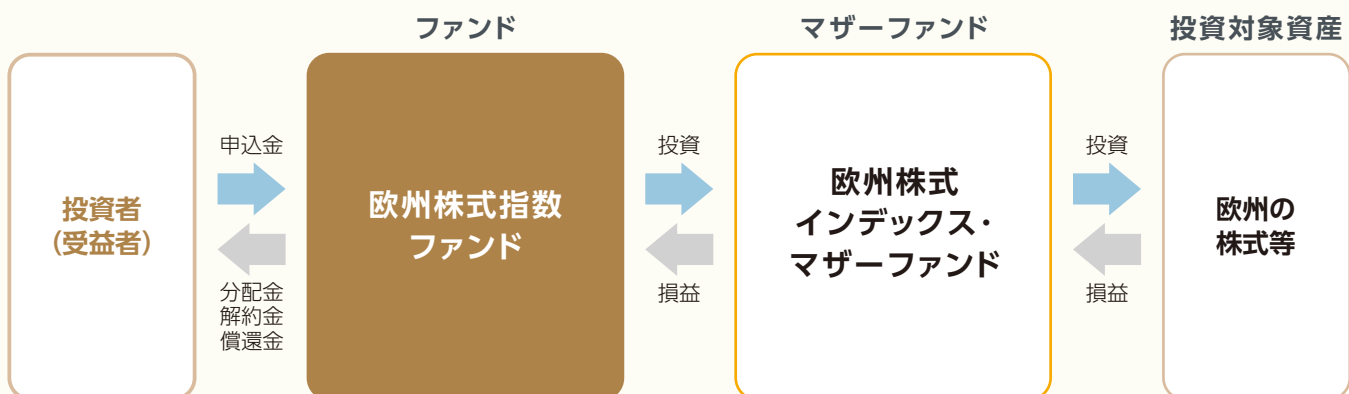 ファンド
マザーファンド
投資対象資産
投資者
(受益者)
申込金
分配金
解約金
償還金
欧州株式指数
ファンド
投資
損益
欧州株式
インデックス・
マザーファンド
投資
損益
欧州の
株式等